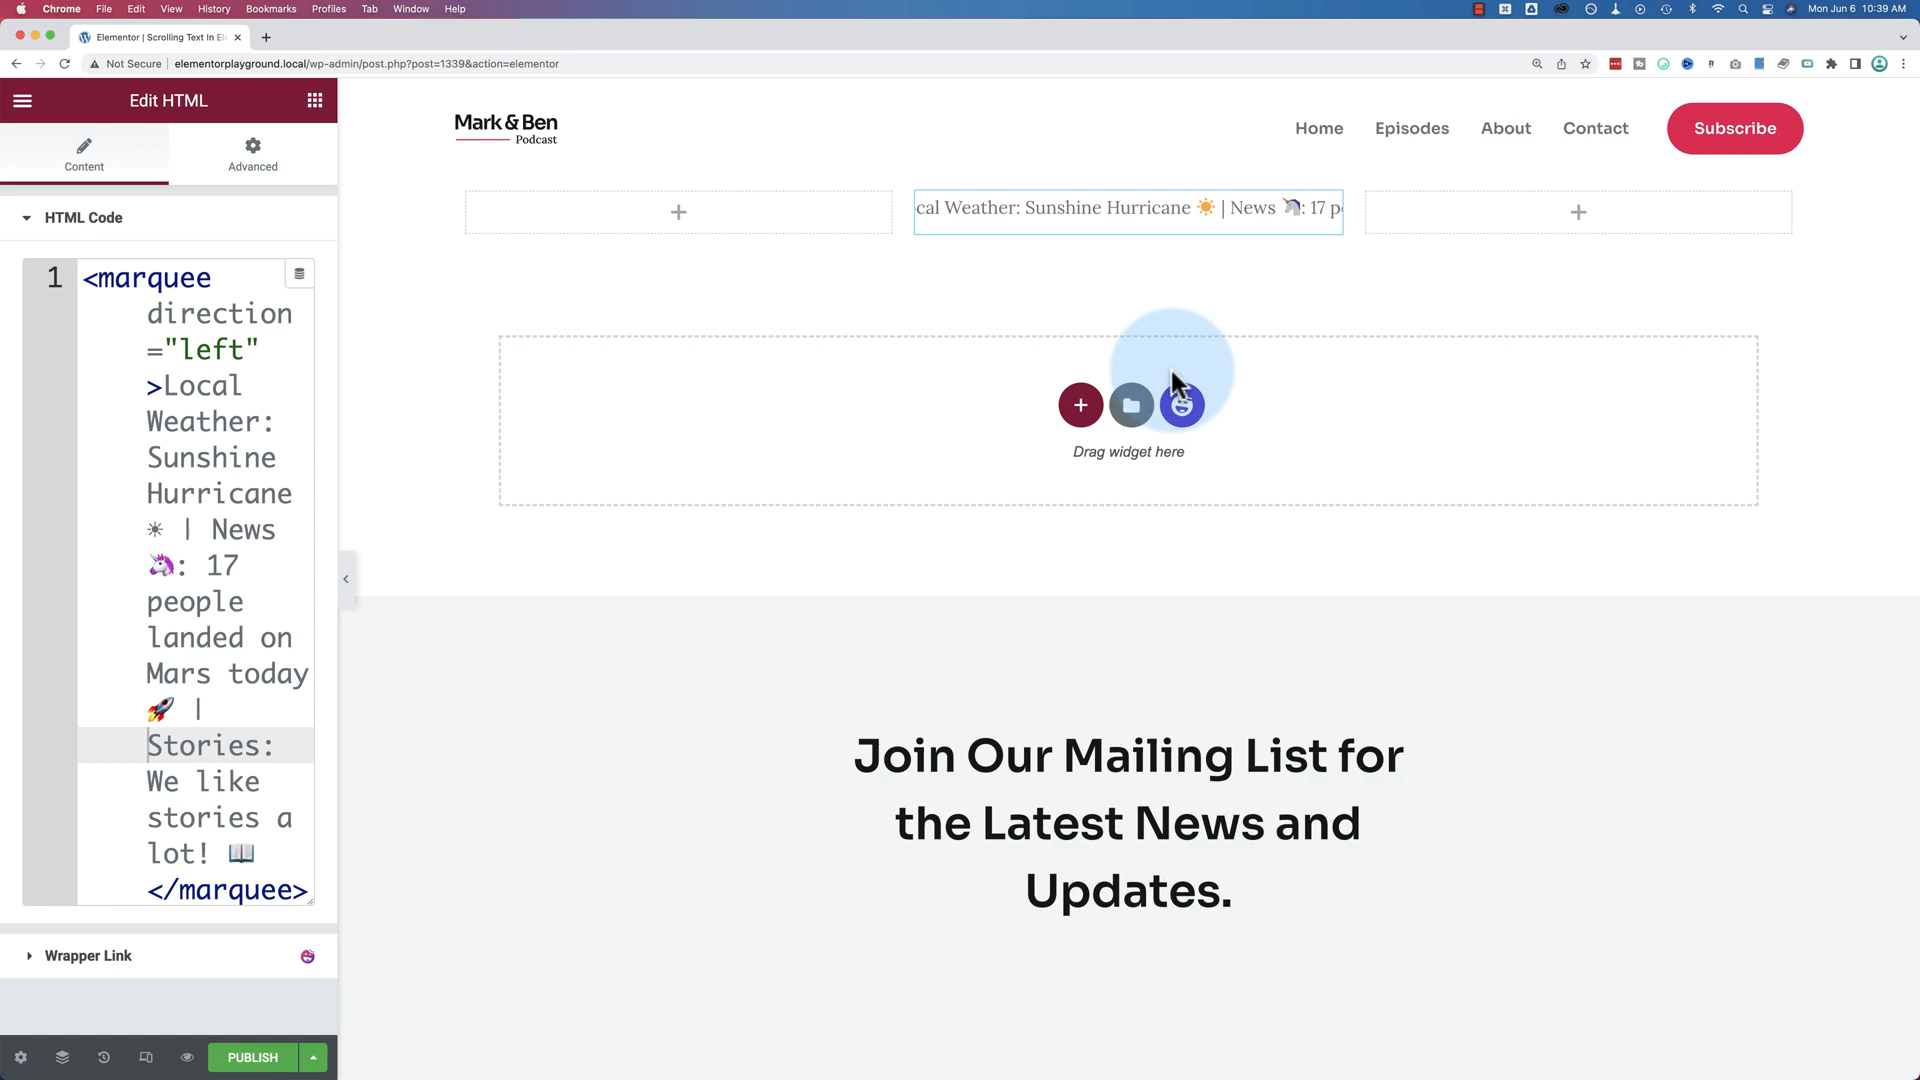 Chrome File Edit View History Bookmarks Profiles Tab Window Help
Mon Jun 6 10:39 AM
Elementor | Scrolling Text In El
Not Secure | elementorplayground.local/wp-admin/post.php?post=1339&action=elementor
Edit HTML
Content
Advanced
HTML Code
1 <marquee
direction
="left"
>Local
Weather:
Sunshine
Hurricane
☀ | News
🦄: 17
people
landed on
Mars today
🚀 |
Stories:
We like
stories a
lot! 📖
</marquee>
Wrapper Link
PUBLISH
Mark & Ben
Podcast
Home Episodes About Contact Subscribe
cal Weather: Sunshine Hurricane ☀️ | News 🦄: 17 p
Drag widget here
Join Our Mailing List for
the Latest News and
Updates.